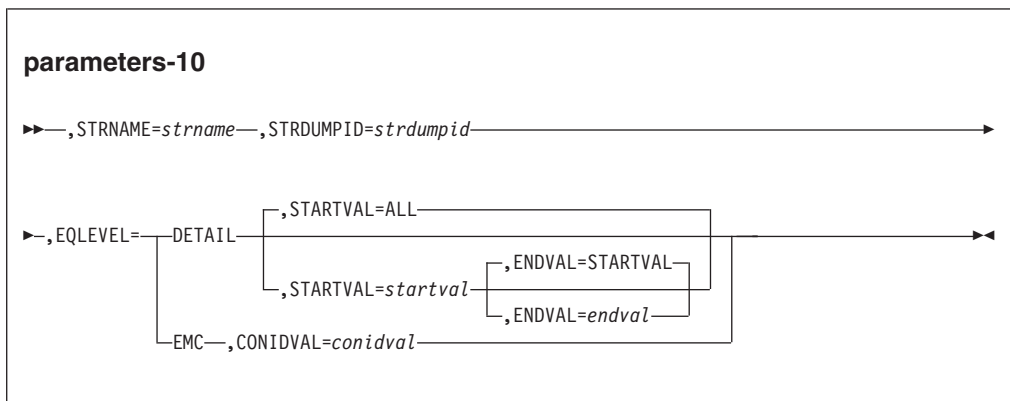 parameters-10
,STRNAME=strname ,STRDUMPID=strdumpid
,STARTVAL=ALL
,EQLEVEL= DETAIL
,ENDVAL=STARTVAL
,STARTVAL=startval
,ENDVAL=endval
EMC ,CONIDVAL=conidval